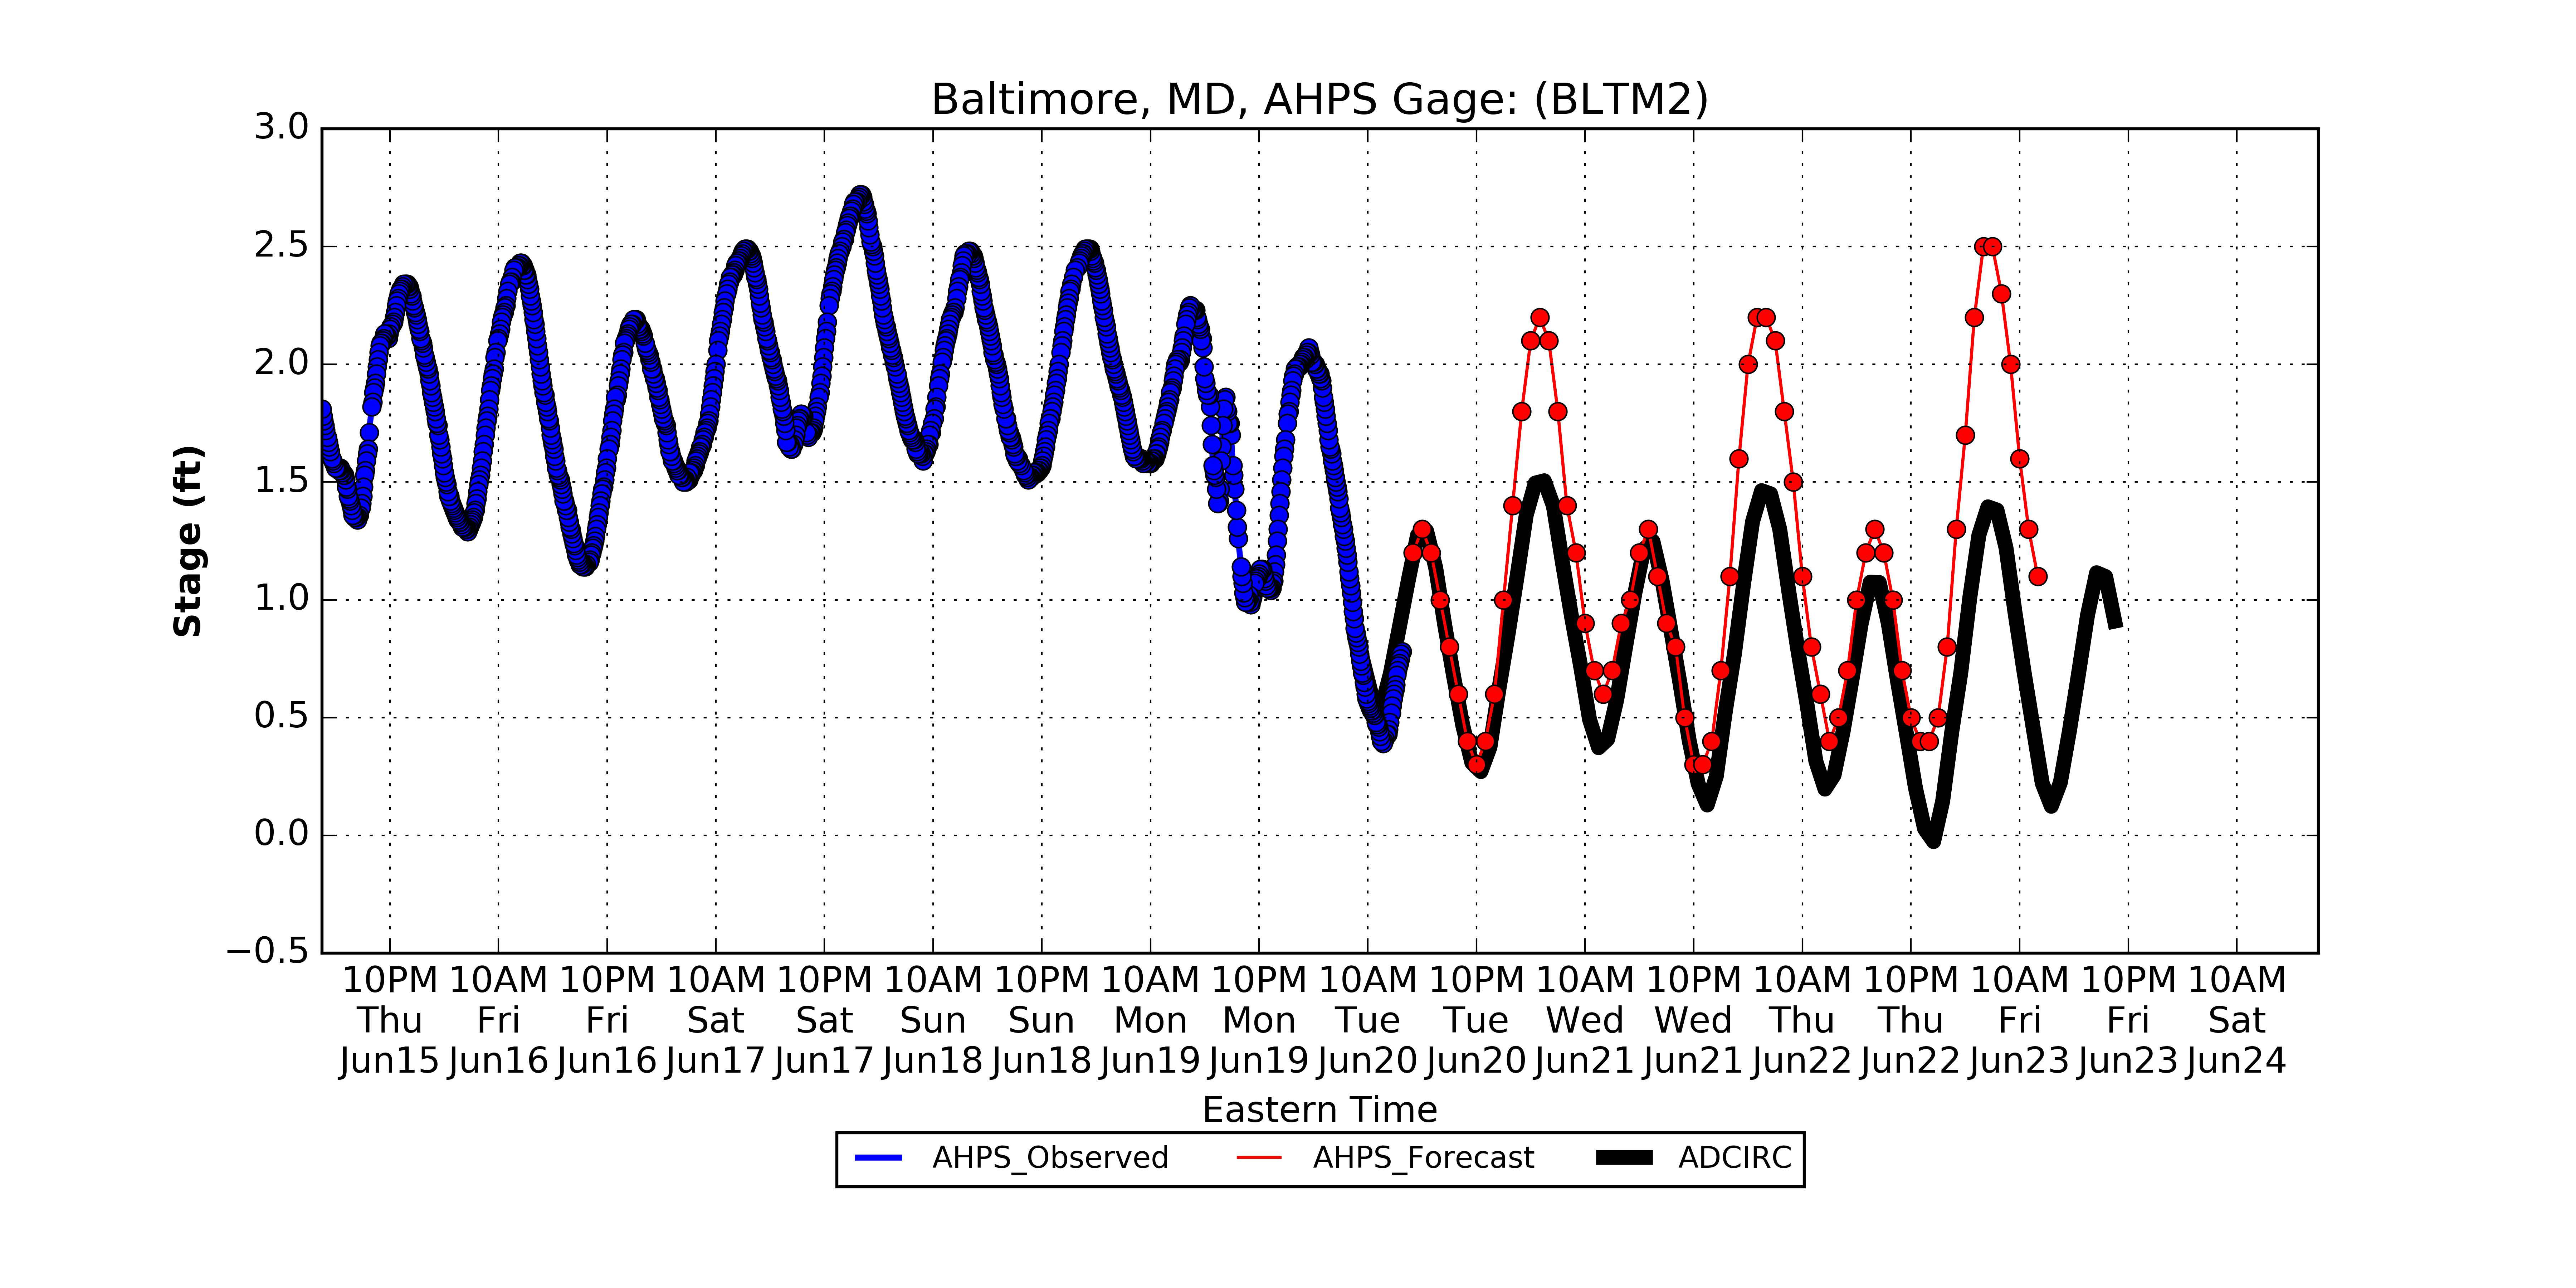 Baltimore, MD, AHPS Gage: (BLTM2)
3.0
2.5
2.0
1.5
1.0
0.5
0.0
−0.5
Stage (ft)
10PM 10AM 10PM 10AM 10PM 10AM 10PM 10AM 10PM 10AM 10PM 10AM 10PM 10AM 10PM 10AM 10PM 10AM
Thu Fri Fri Sat Sat Sun Sun Mon Mon Tue Tue Wed Wed Thu Thu Fri Fri Sat
Jun15 Jun16 Jun16 Jun17 Jun17 Jun18 Jun18 Jun19 Jun19 Jun20 Jun20 Jun21 Jun21 Jun22 Jun22 Jun23 Jun23 Jun24
Eastern Time
AHPS_Observed AHPS_Forecast ADCIRC